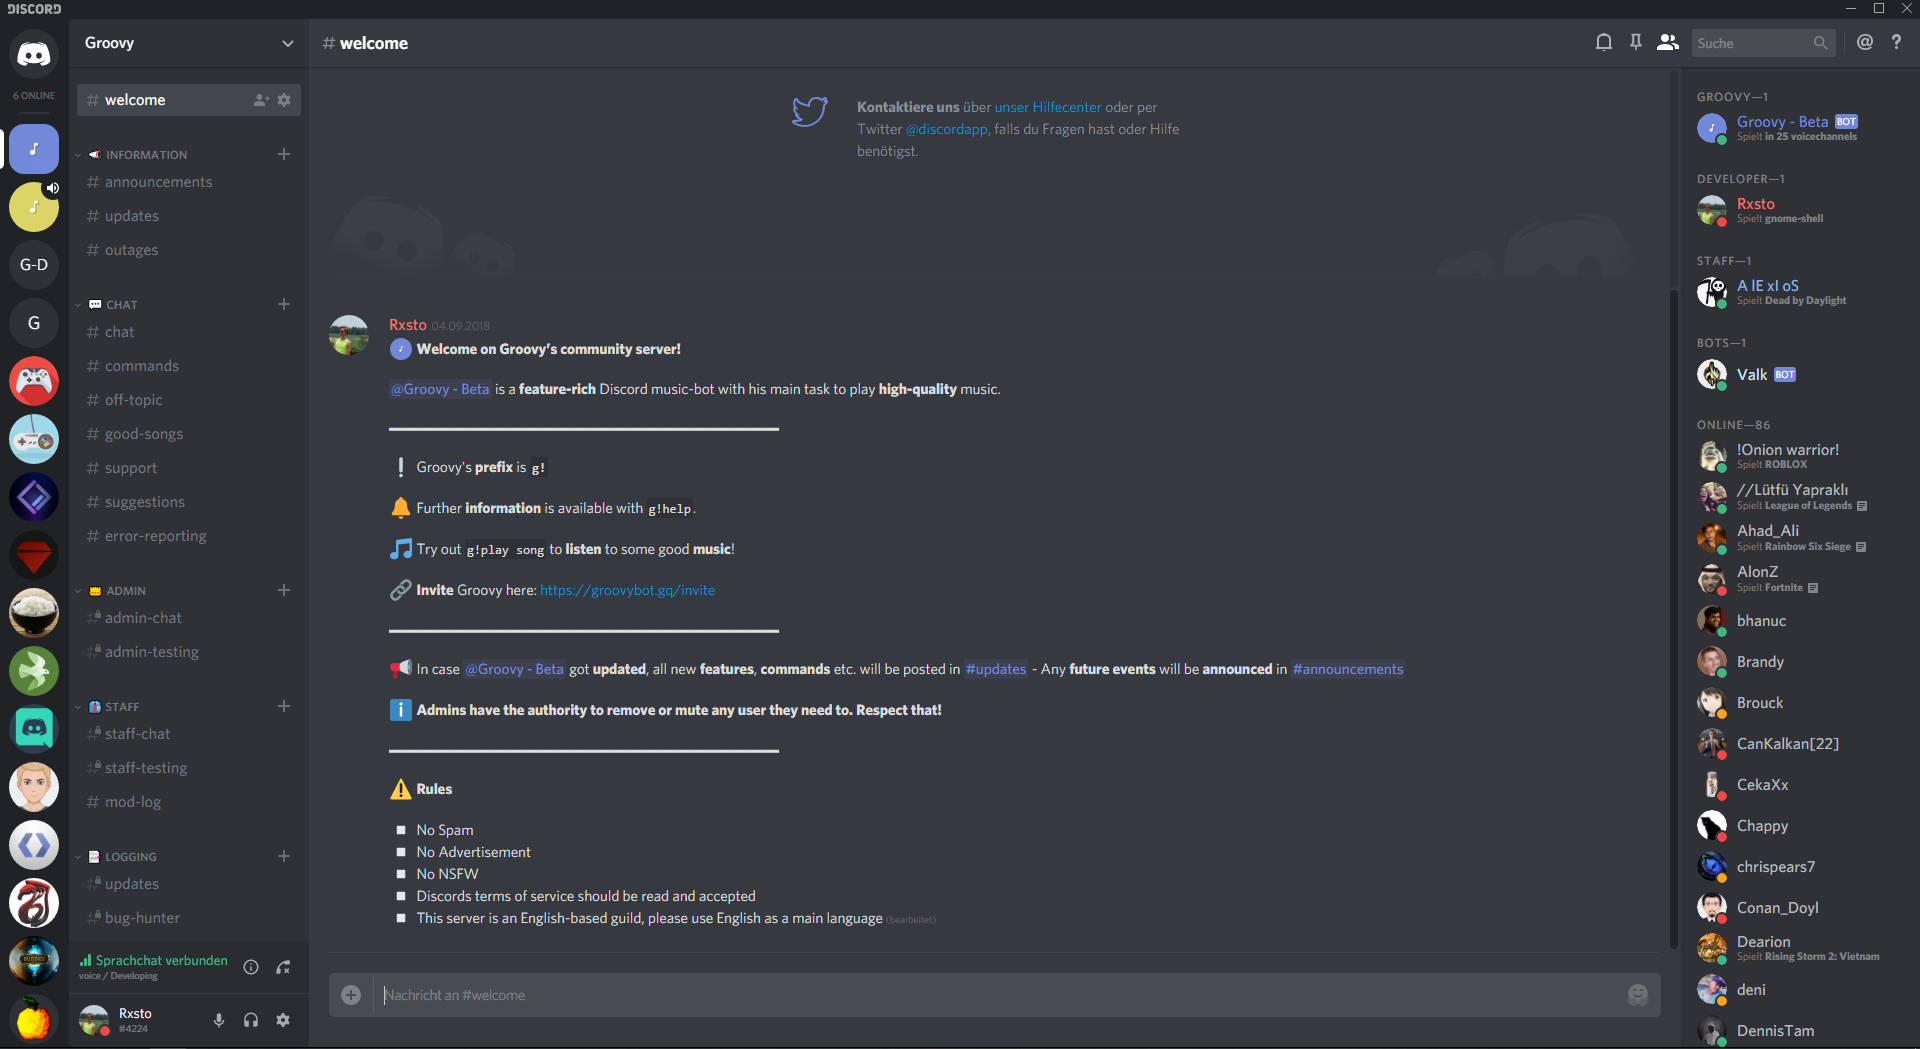 DISCORD
6 ONLINE
G-D
G
Groovy
# welcome
INFORMATION
# announcements
# updates
# outages
CHAT
# chat
# commands
# off-topic
# good-songs
# support
# suggestions
# error-reporting
ADMIN
admin-chat
admin-testing
STAFF
staff-chat
staff-testing
# mod-log
LOGGING
updates
bug-hunter
Sprachchat verbunden
voice / Developing
Rxsto
#4224
# welcome
Suche
Kontaktiere uns über unser Hilfecenter oder per
Twitter @discordapp, falls du Fragen hast oder Hilfe
benötigst.
Rxsto 04.09.2018
Welcome on Groovy's community server!
@Groovy - Beta is a feature-rich Discord music-bot with his main task to play high-quality music.
Groovy's prefix is g!
Further information is available with g!help.
Try out g!play song to listen to some good music!
Invite Groovy here: https://groovybot.gq/invite
In case @Groovy - Beta got updated, all new features, commands etc. will be posted in #updates - Any future events will be announced in #announcements
Admins have the authority to remove or mute any user they need to. Respect that!
Rules
No Spam
No Advertisement
No NSFW
Discords terms of service should be read and accepted
This server is an English-based guild, please use English as a main language (bearbeitet)
Nachricht an #welcome
GROOVY—1
Groovy - Beta BOT
Spielt in 25 voicechannels
DEVELOPER—1
Rxsto
Spielt gnome-shell
STAFF—1
A lE xI oS
Spielt Dead by Daylight
BOTS—1
Valk BOT
ONLINE—86
!Onion warrior!
Spielt ROBLOX
//Lütfü Yapraklı
Spielt League of Legends
Ahad_Ali
Spielt Rainbow Six Siege
AlonZ
Spielt Fortnite
bhanuc
Brandy
Brouck
CanKalkan[22]
CekaXx
Chappy
chrispears7
Conan_Doyl
Dearion
Spielt Rising Storm 2: Vietnam
deni
DennisTam